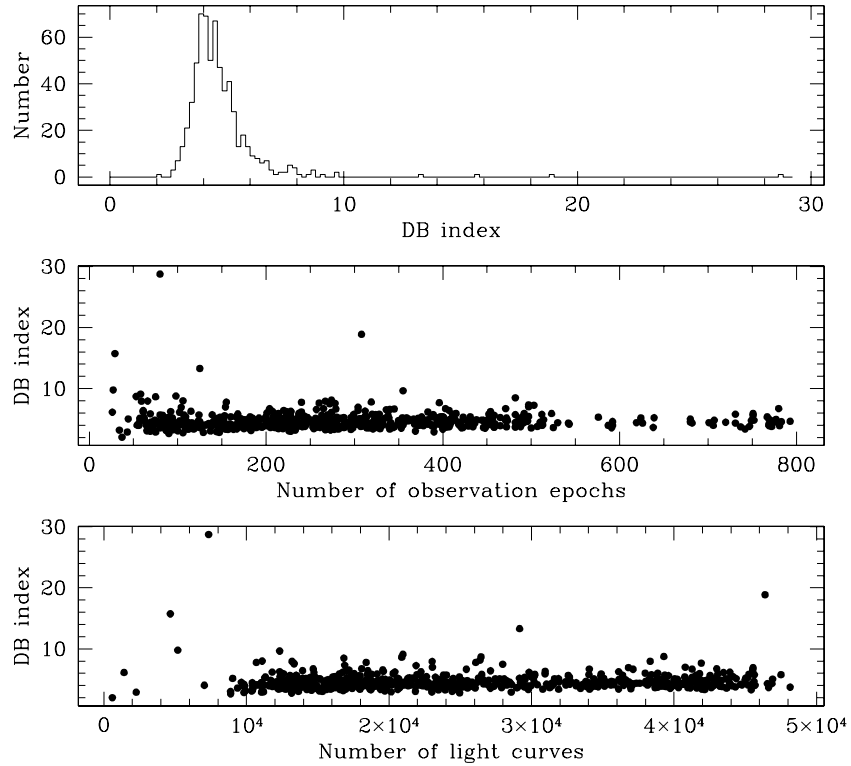 Number
60
40
20
0
0 10 20 30
DB index
DB index
30
20
10
0 200 400 600 800
Number of observation epochs
DB index
30
20
10
0 10⁴ 2×10⁴ 3×10⁴ 4×10⁴ 5×10⁴
Number of light curves